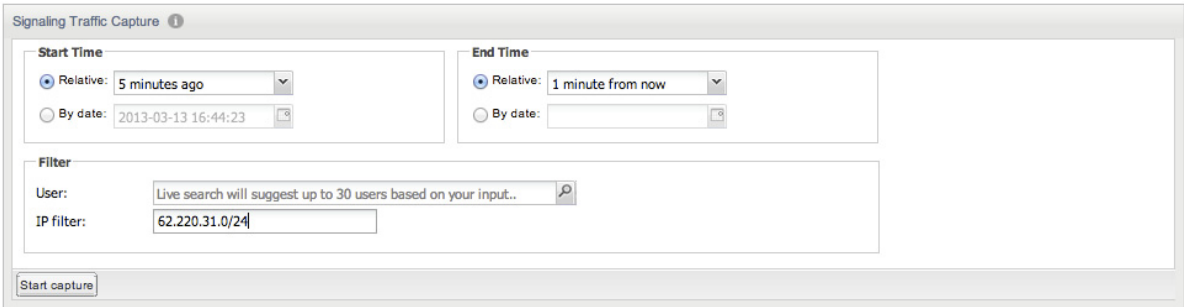 Signaling Traffic Capture
Start Time
Relative: 5 minutes ago
By date: 2013-03-13 16:44:23
End Time
Relative: 1 minute from now
By date:
Filter
User: Live search will suggest up to 30 users based on your input..
IP filter: 62.220.31.0/24
Start capture